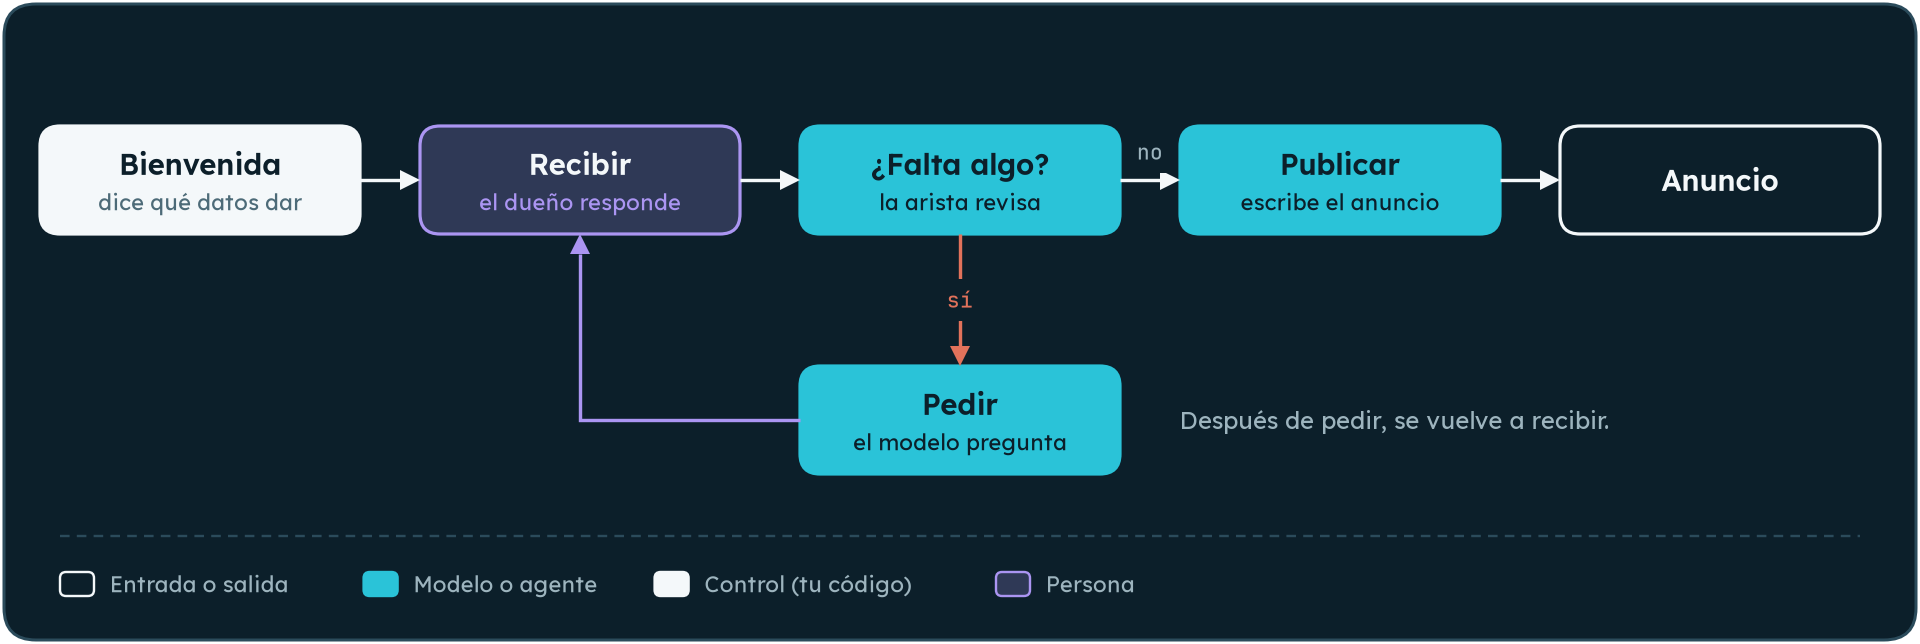 Bienvenida
dice qué datos dar
Recibir
el dueño responde
¿Falta algo?
la arista revisa
no
Publicar
escribe el anuncio
Anuncio
sí
Pedir
el modelo pregunta
Después de pedir, se vuelve a recibir.
Entrada o salida
Modelo o agente
Control (tu código)
Persona